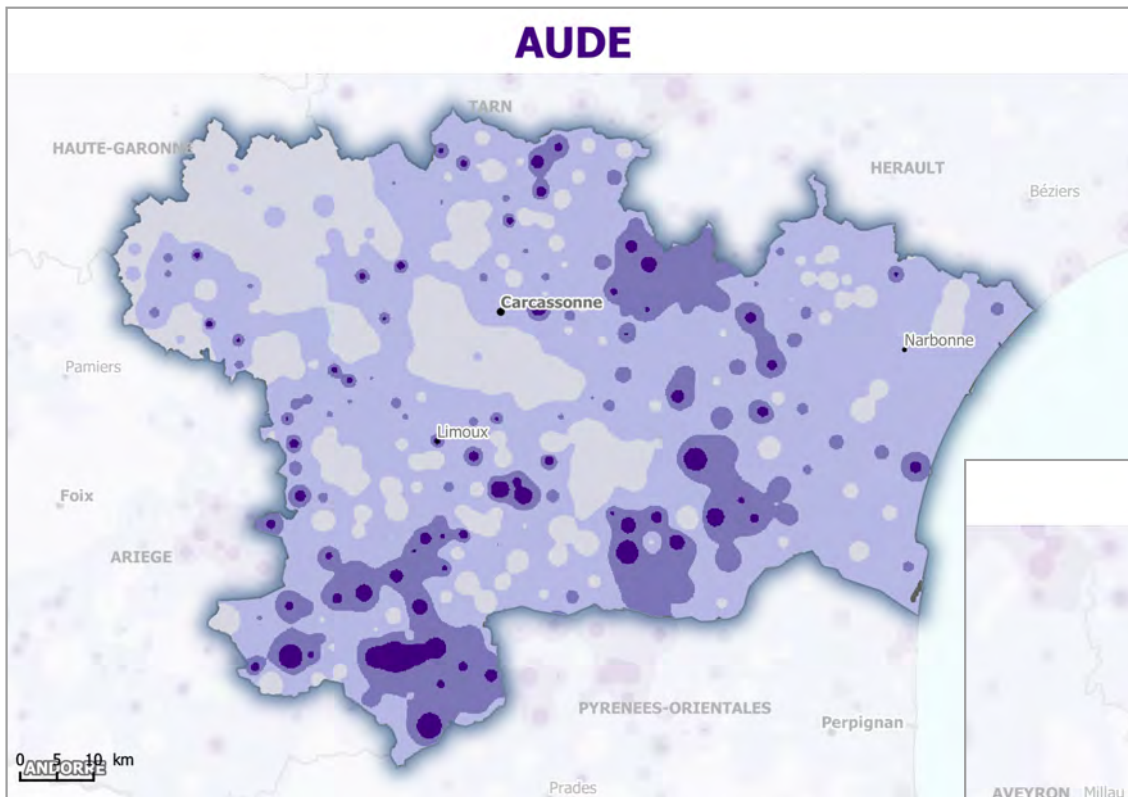 AUDE
TARN
HAUTE-GARONNE
HERAULT
Béziers
Carcassonne
Narbonne
Pamiers
Limoux
Foix
ARIEGE
PYRENEES-ORIENTALES
Perpignan
0 5 10 km
ANDORRE
Prades
AVEYRON Millau